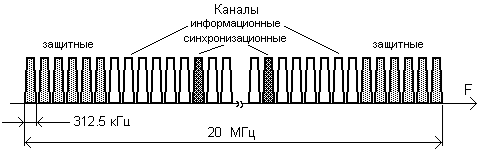 Каналы
информационные
синхронизационные
защитные
защитные
F
312.5 кГц
20 МГц